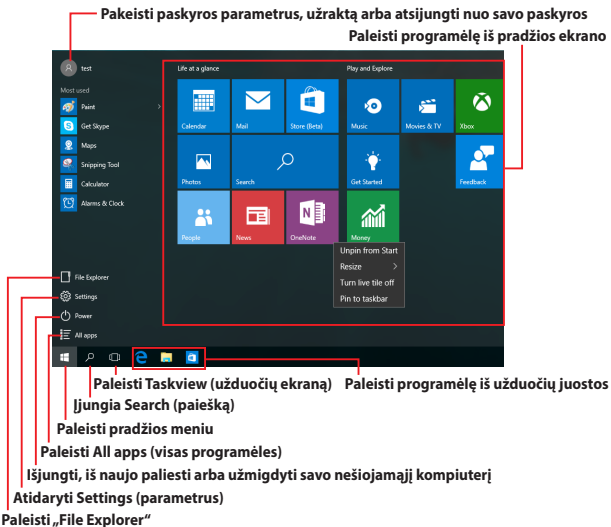 Pakeisti paskyros parametrus, užraktą arba atsijungti nuo savo paskyros
Paleisti programėlę iš pradžios ekrano
test
Life at a glance
Play and Explore
Most used
Paint
Get Skype
Maps
Snipping Tool
Calculator
Alarms & Clock
Calendar
Mail
Store (Beta)
Music
Movies & TV
Xbox
Photos
Search
Get Started
Feedback
People
News
OneNote
Money
Unpin from Start
Resize
Turn live tile off
Pin to taskbar
File Explorer
Settings
Power
All apps
Paleisti Taskview (užduočių ekraną)
Paleisti programėlę iš užduočių juostos
Įjungia Search (paiešką)
Paleisti pradžios meniu
Paleisti All apps (visas programėles)
Išjungti, iš naujo paliesti arba užmigdyti savo nešiojamąjį kompiuterį
Atidaryti Settings (parametrus)
Paleisti „File Explorer“